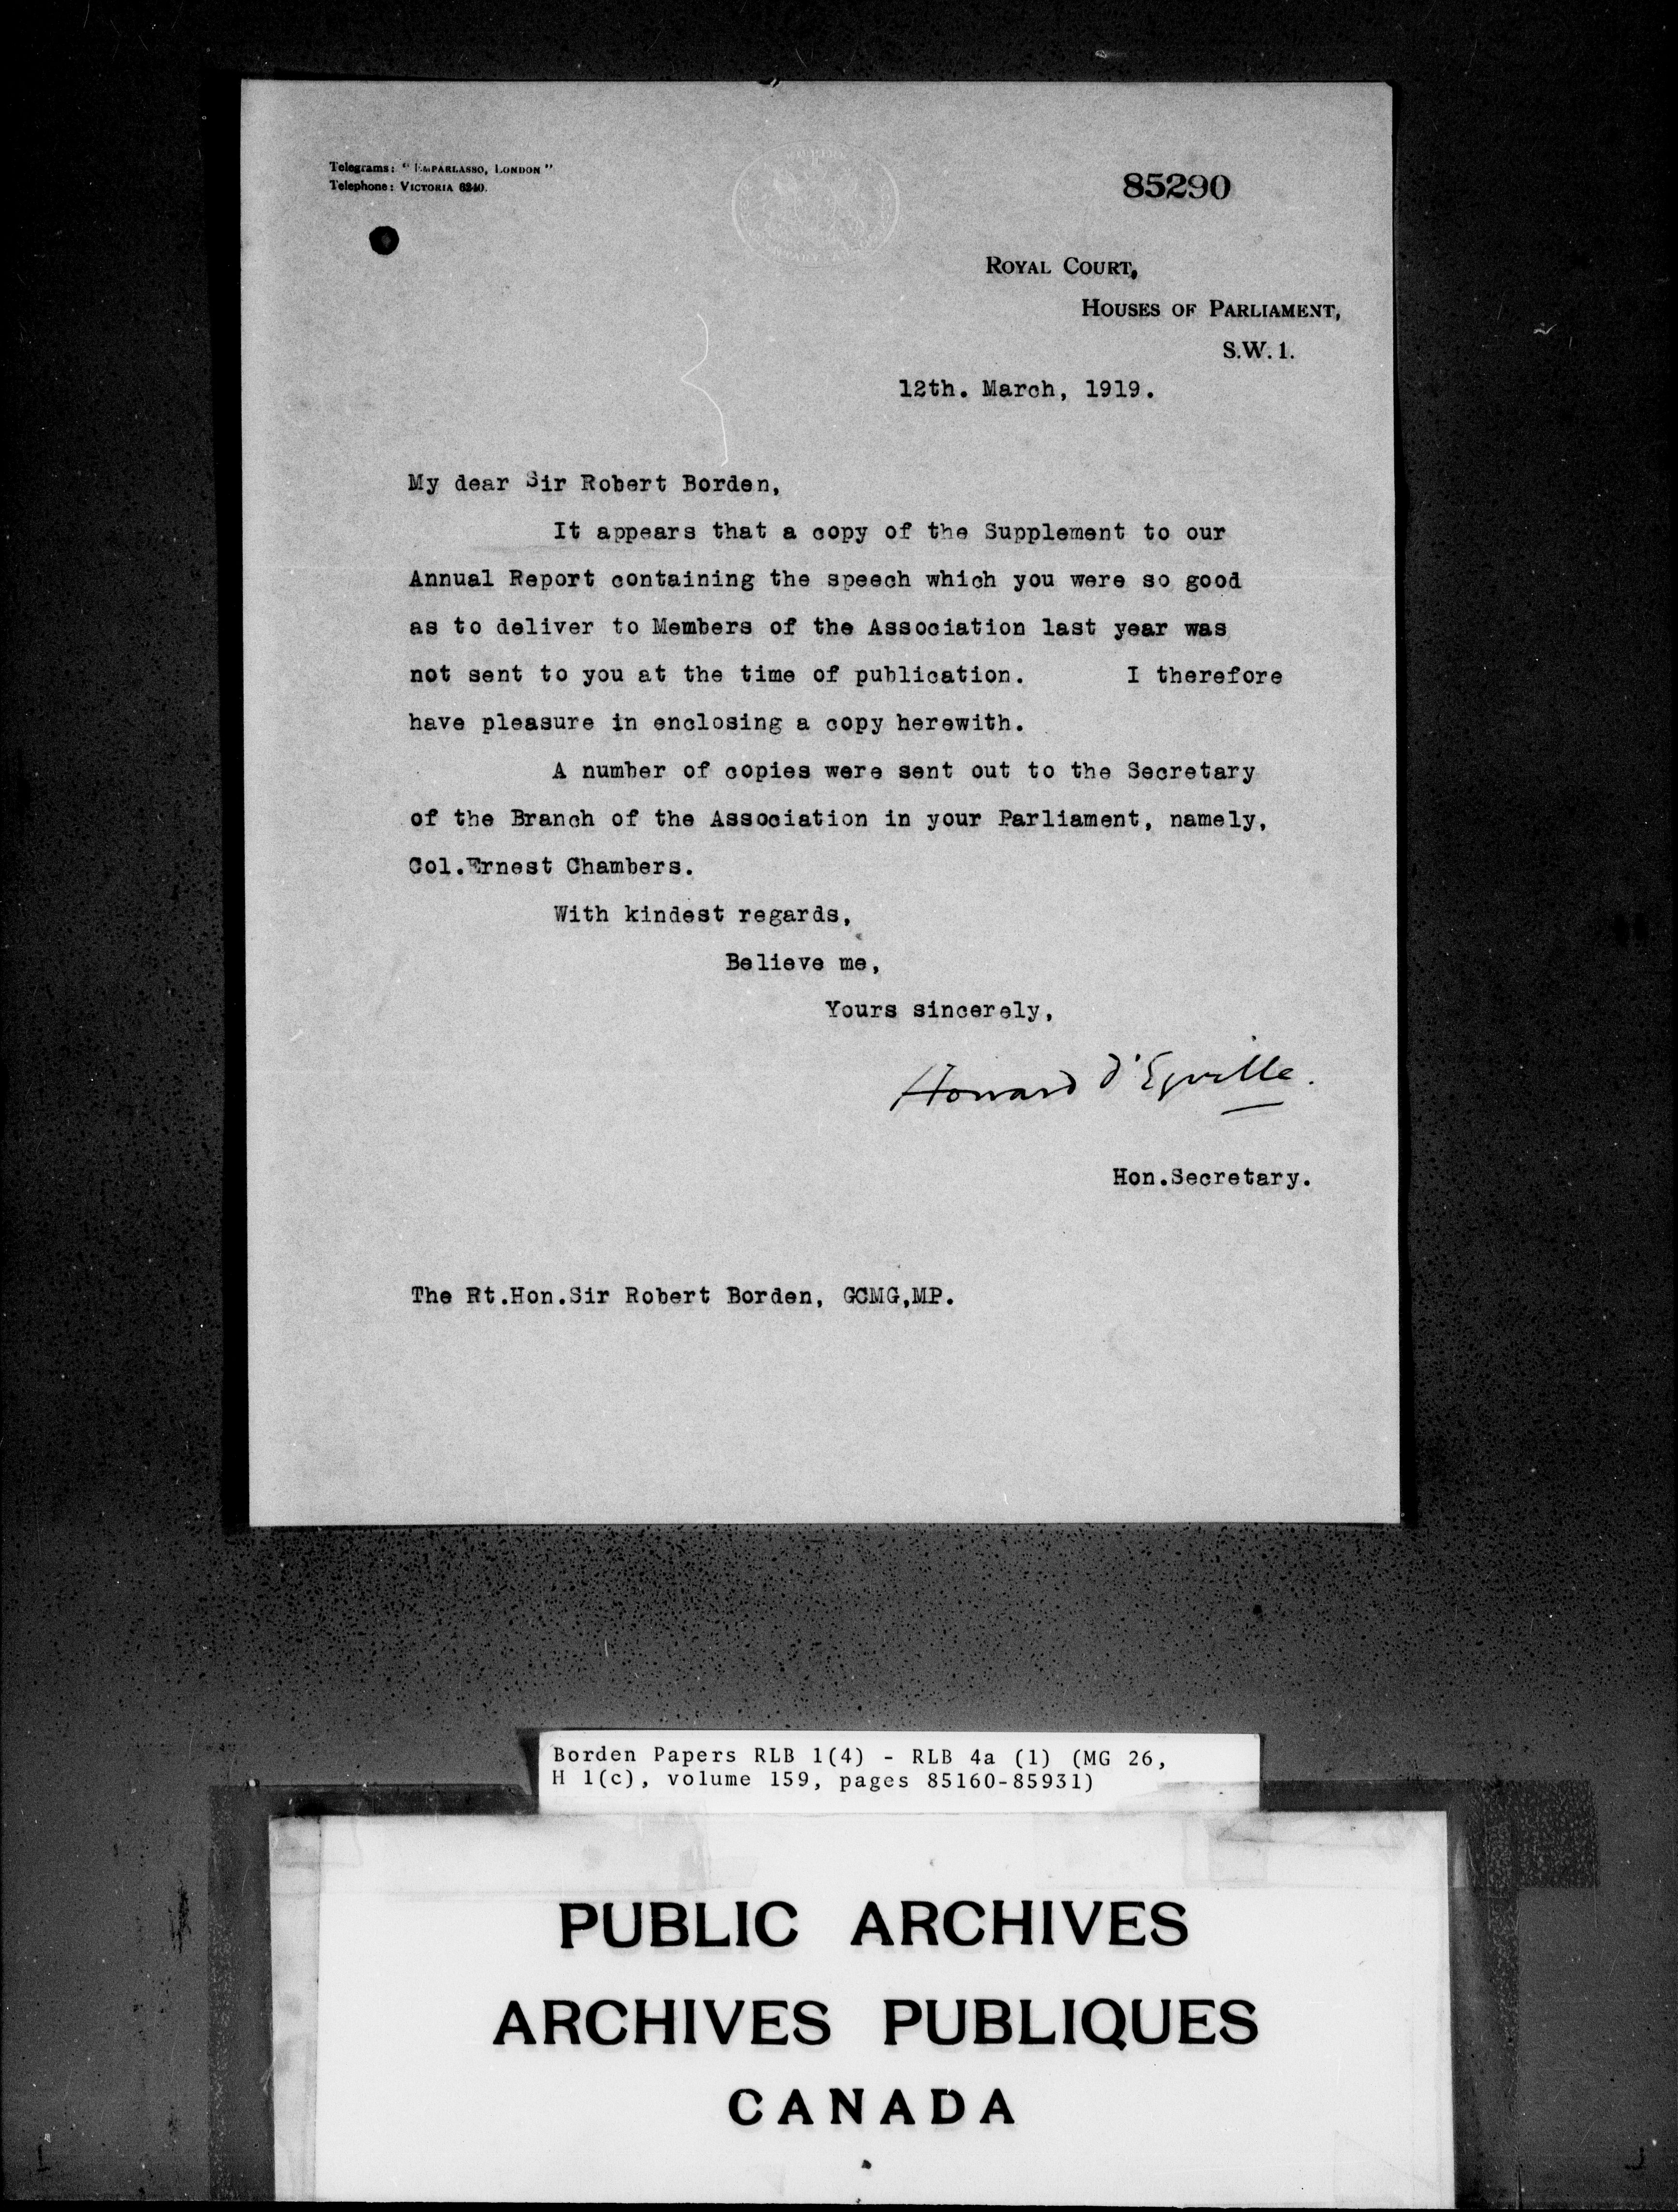 Telegrams: "Emparlasso, London"
Telephone: Victoria 6240.
85290
Royal Court,
Houses of Parliament,
S.W. 1.
12th. March, 1919.
My dear Sir Robert Borden,
It appears that a copy of the Supplement to our
Annual Report containing the speech which you were so good
as to deliver to Members of the Association last year was
not sent to you at the time of publication. I therefore
have pleasure in enclosing a copy herewith.
A number of copies were sent out to the Secretary
of the Branch of the Association in your Parliament, namely,
Col.Ernest Chambers.
With kindest regards,
Believe me,
Yours sincerely,
Howard d'Egville.
Hon.Secretary.
The Rt.Hon.Sir Robert Borden, GCMG,MP.
Borden Papers RLB 1(4) - RLB 4a (1) (MG 26,
H 1(c), volume 159, pages 85160-85931)
PUBLIC ARCHIVES
ARCHIVES PUBLIQUES
CANADA